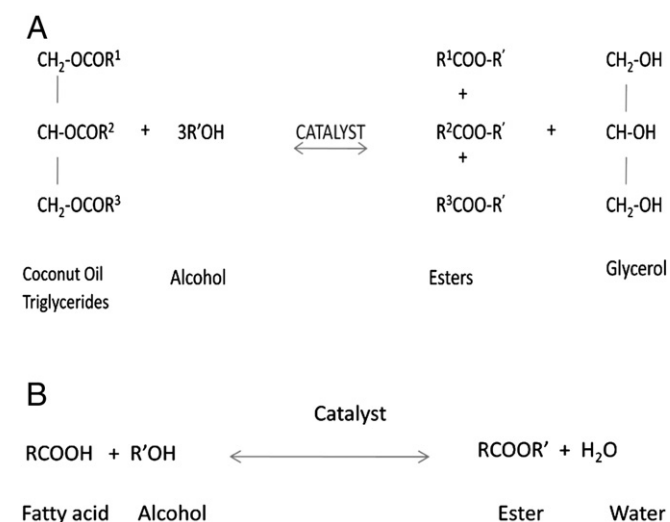 A
CH₂-OCOR¹ R¹COO-R′ CH₂-OH
+
CH-OCOR² + 3R′OH CATALYST R²COO-R′ + CH-OH
+
CH₂-OCOR³ R³COO-R′ CH₂-OH
Coconut Oil Alcohol Esters Glycerol
Triglycerides
B
Catalyst
RCOOH + R′OH RCOOR′ + H₂O
Fatty acid Alcohol Ester Water